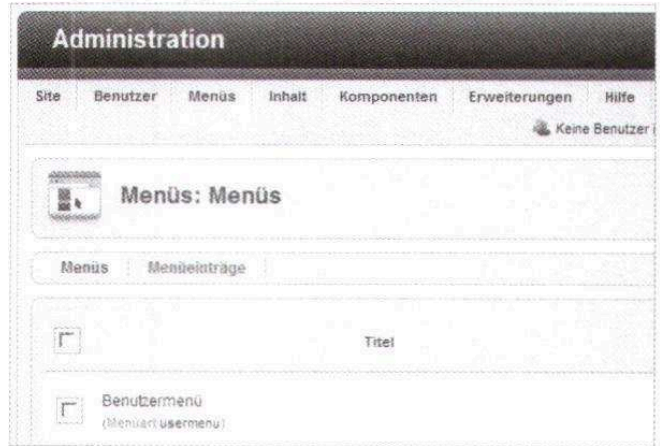 Administration
Site Benutzer Menüs Inhalt Komponenten Erweiterungen Hilfe
Keine Benutzer
Menüs: Menüs
Menüs Menüeinträge
Titel
Benutzermenü
(Menüart usermenu)